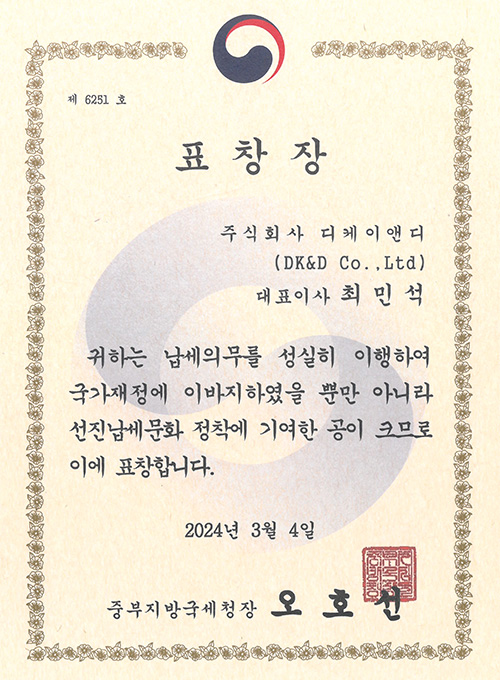 제 6251 호
표 창 장
주식회사 디케이앤디
(DK&D Co.,Ltd)
대표이사 최 민 석
귀하는 납세의무를 성실히 이행하여
국가재정에 이바지하였을 뿐만 아니라
선진납세문화 정착에 기여한 공이 크므로
이에 표창합니다.
2024년 3월 4일
중부지방국세청장 오 호 선